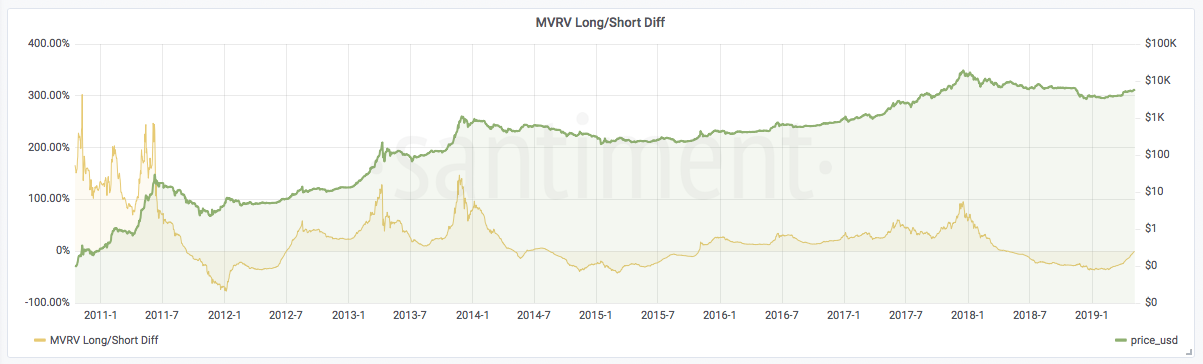 MVRV Long/Short Diff
400.00%
300.00%
200.00%
100.00%
0%
-100.00%
$100K
$10K
$1K
$100
$10
$1
$0
$0
·santiment·
2011-1 2011-7 2012-1 2012-7 2013-1 2013-7 2014-1 2014-7 2015-1 2015-7 2016-1 2016-7 2017-1 2017-7 2018-1 2018-7 2019-1
MVRV Long/Short Diff price_usd